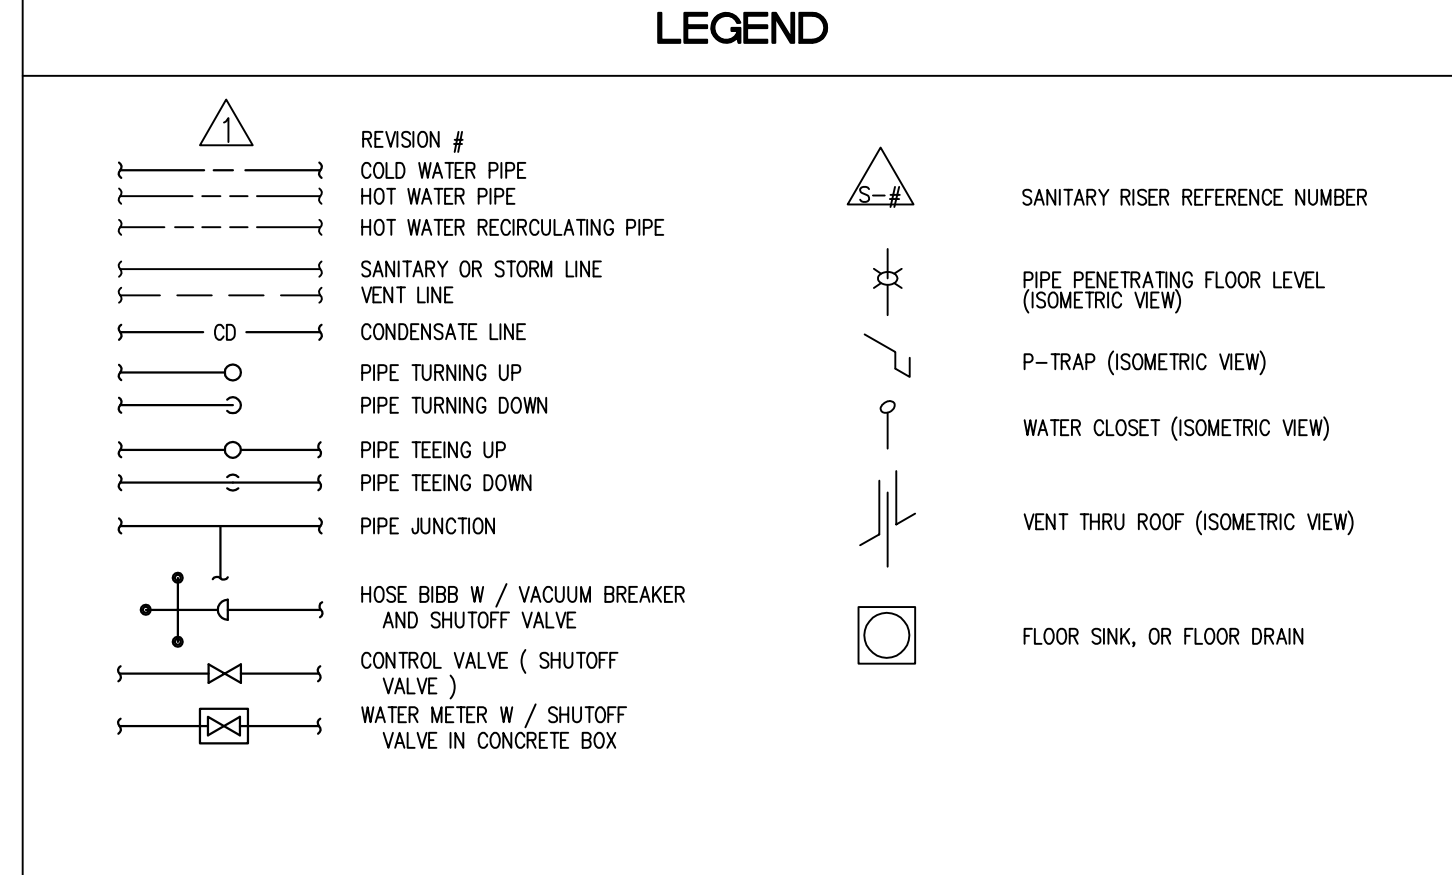 LEGEND
1
REVISION #
COLD WATER PIPE
HOT WATER PIPE
HOT WATER RECIRCULATING PIPE
SANITARY OR STORM LINE
VENT LINE
CD
CONDENSATE LINE
PIPE TURNING UP
PIPE TURNING DOWN
PIPE TEEING UP
PIPE TEEING DOWN
PIPE JUNCTION
HOSE BIBB W / VACUUM BREAKER
AND SHUTOFF VALVE
CONTROL VALVE ( SHUTOFF
VALVE )
WATER METER W / SHUTOFF
VALVE IN CONCRETE BOX
S-#
SANITARY RISER REFERENCE NUMBER
PIPE PENETRATING FLOOR LEVEL
(ISOMETRIC VIEW)
P-TRAP (ISOMETRIC VIEW)
WATER CLOSET (ISOMETRIC VIEW)
VENT THRU ROOF (ISOMETRIC VIEW)
FLOOR SINK, OR FLOOR DRAIN